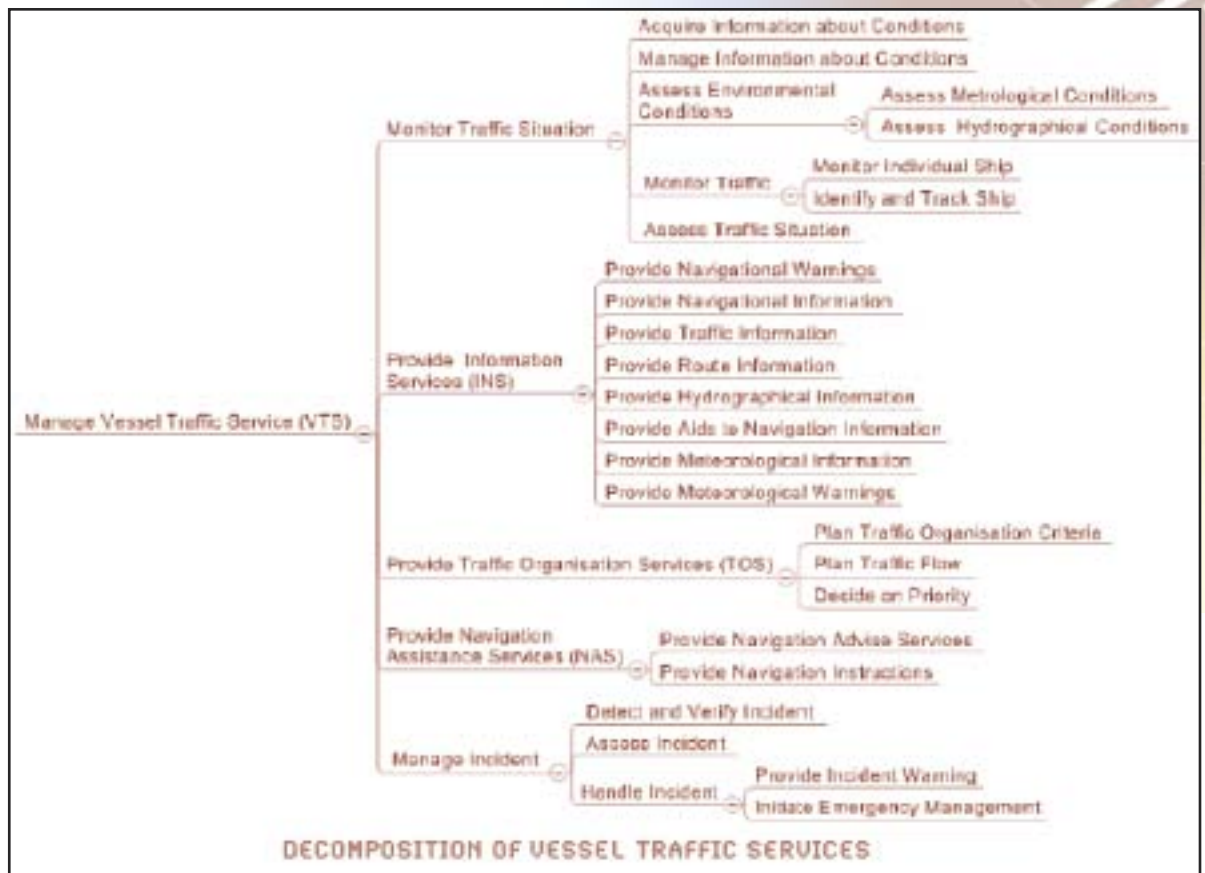 Acquire Information about Conditions
Manage Information about Conditions
Assess Environmental
Conditions
Assess Metrological Conditions
Assess Hydrographical Conditions
Monitor Traffic Situation
Monitor Individual Ship
Monitor Traffic
Identify and Track Ship
Assess Traffic Situation
Provide Navigational Warnings
Provide Navigational Information
Provide Traffic Information
Provide Information
Services (INS)
Provide Route Information
Provide Hydrographical Information
Manage Vessel Traffic Service (VTS)
Provide Aids to Navigation Information
Provide Meteorological Information
Provide Meteorological Warnings
Plan Traffic Organisation Criteria
Provide Traffic Organisation Services (TOS)
Plan Traffic Flow
Decide on Priority
Provide Navigation
Assistance Services (NAS)
Provide Navigation Advise Services
Provide Navigation Instructions
Detect and Verify Incident
Assess Incident
Manage Incident
Handle Incident
Provide Incident Warning
Initiate Emergency Management
DECOMPOSITION OF VESSEL TRAFFIC SERVICES